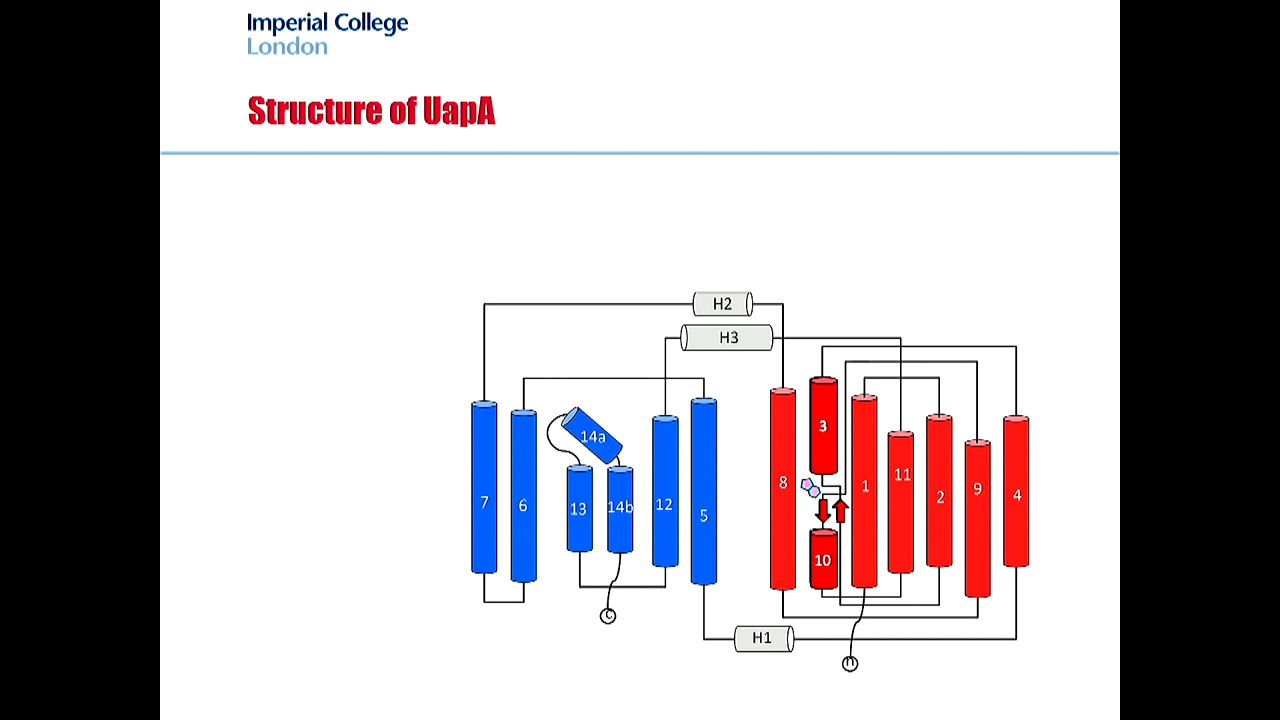 Imperial College
London
Structure of UapA
H2
H3
14a
3
8
1
11
2
9
4
7
6
13
14b
12
5
10
H1
C